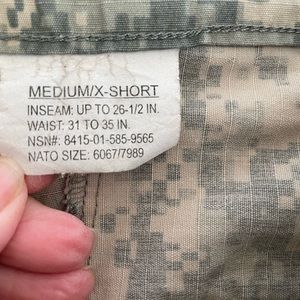 MEDIUM/X-SHORT
INSEAM: UP TO 26-1/2 IN.
WAIST: 31 TO 35 IN.
NSN#: 8415-01-585-9565
NATO SIZE: 6067/7989